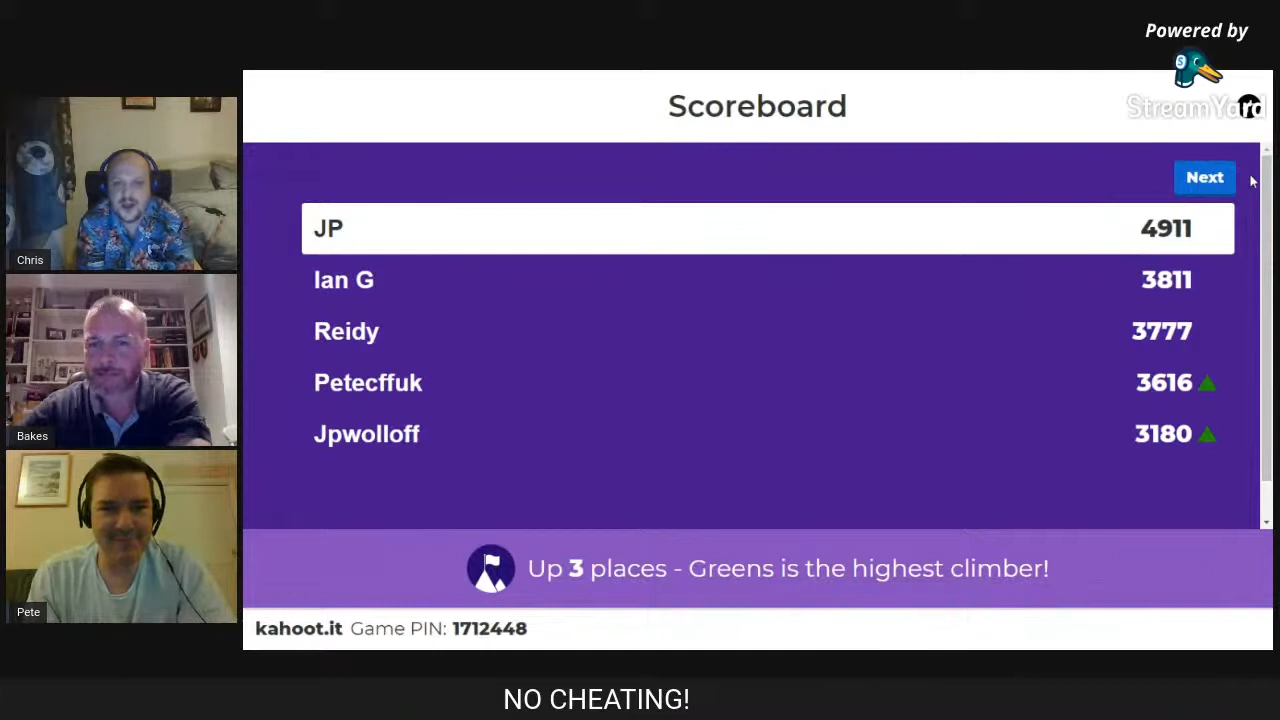 Powered by
StreamYard
Scoreboard
Next
JP 4911
Ian G 3811
Reidy 3777
Petecffuk 3616
Jpwolloff 3180
Up 3 places - Greens is the highest climber!
kahoot.it Game PIN: 1712448
Chris
Bakes
Pete
NO CHEATING!